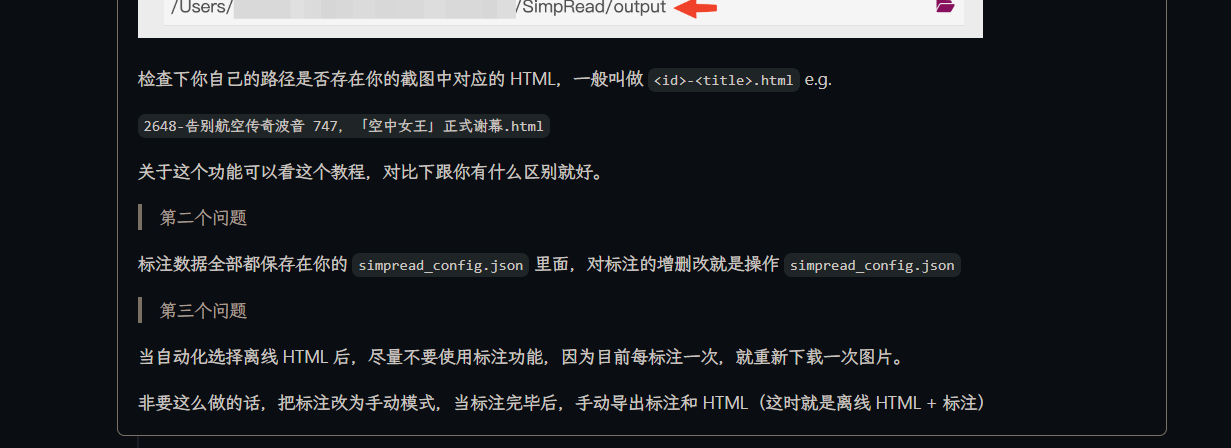 /Users/ /SimpRead/output
检查下你自己的路径是否存在你的截图中对应的 HTML，一般叫做 <id>-<title>.html e.g.
2648-告别航空传奇波音 747，「空中女王」正式谢幕.html
关于这个功能可以看这个教程，对比下跟你有什么区别就好。
第二个问题
标注数据全部都保存在你的 simpread_config.json 里面，对标注的增删改就是操作 simpread_config.json
第三个问题
当自动化选择离线 HTML 后，尽量不要使用标注功能，因为目前每标注一次，就重新下载一次图片。
非要这么做的话，把标注改为手动模式，当标注完毕后，手动导出标注和 HTML（这时就是离线 HTML + 标注）